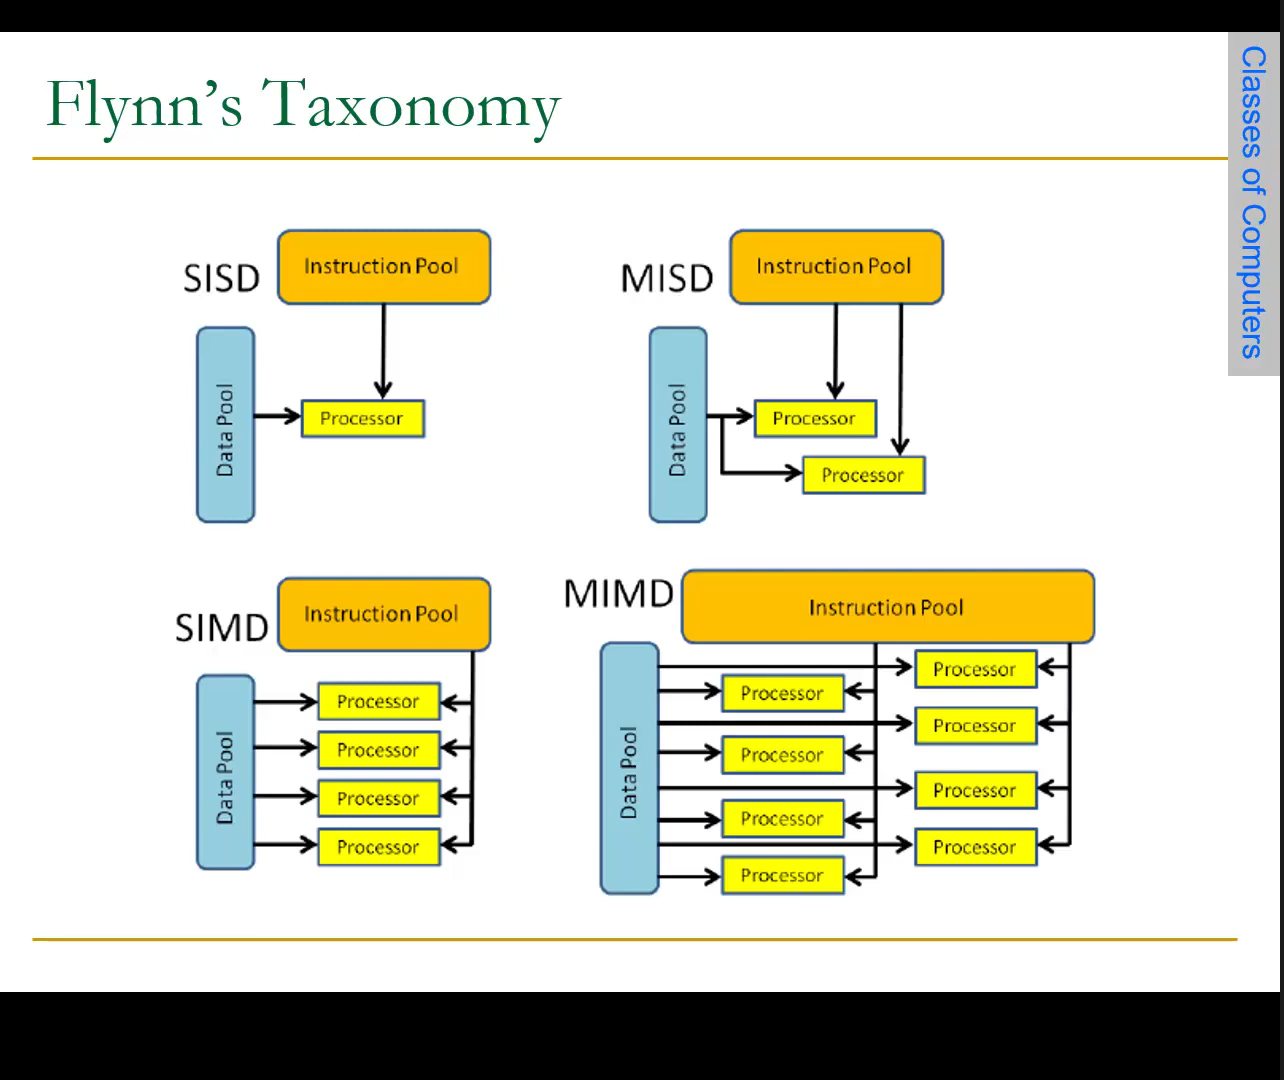 Flynn’s Taxonomy
Classes of Computers
SISD
Instruction Pool
Data Pool
Processor
MISD
Instruction Pool
Data Pool
Processor
Processor
SIMD
Instruction Pool
Data Pool
Processor
Processor
Processor
Processor
MIMD
Instruction Pool
Data Pool
Processor
Processor
Processor
Processor
Processor
Processor
Processor
Processor